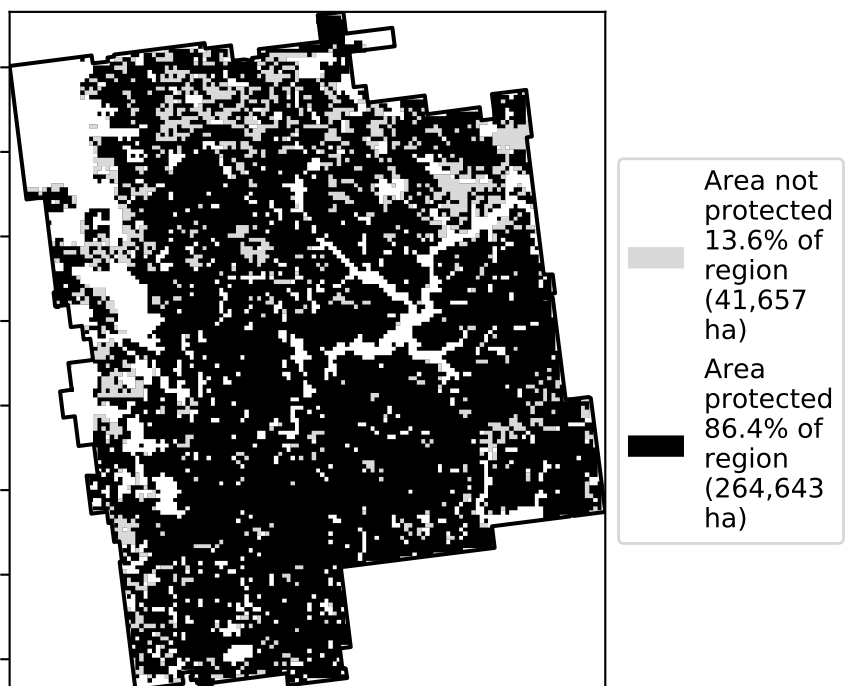 Area not
protected
13.6% of
region
(41,657
ha)
Area
protected
86.4% of
region
(264,643
ha)